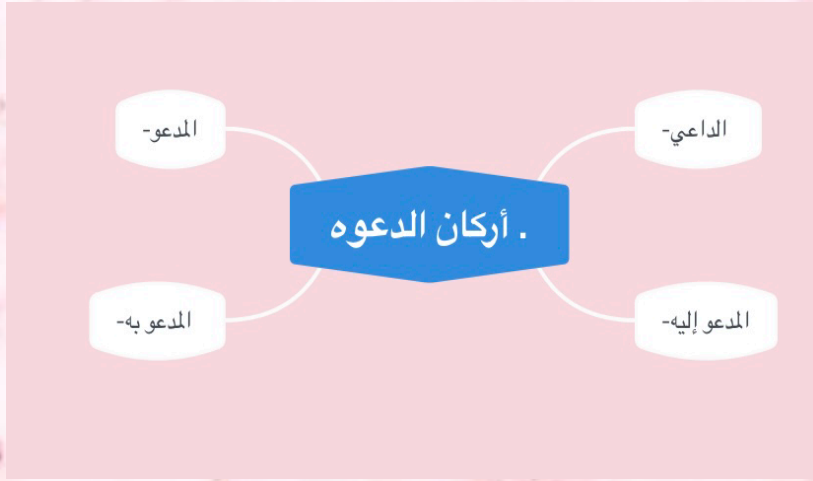 . أركان الدعوه
الداعي-
المدعو إليه-
المدعو-
المدعو به-